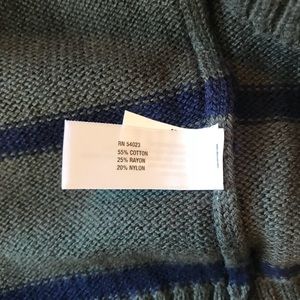 RN 54023
55% COTTON
25% RAYON
20% NYLON